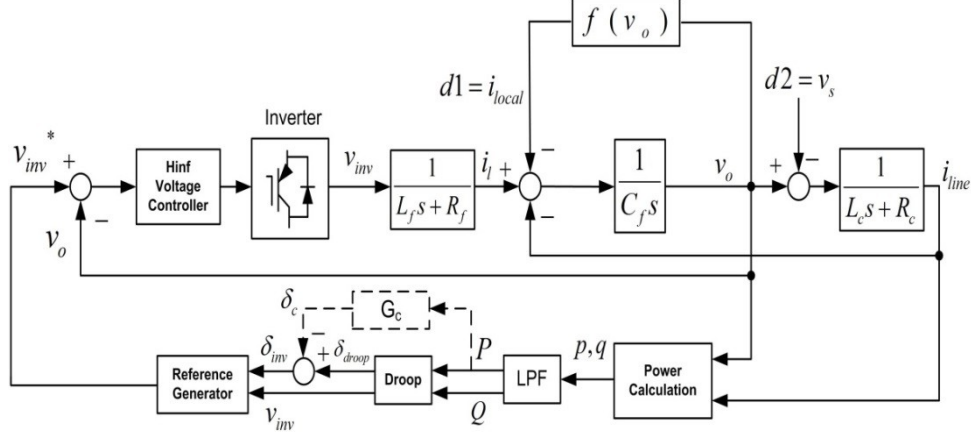 f(v_o)
d1 = i_local
d2 = v_s
Inverter
v_inv* +
Hinf
Voltage
Controller
v_inv
1
L_f s + R_f
i_l +
−
−
1
C_f s
v_o
+
−
1
L_c s + R_c
i_line
−
v_o
δ_c
G_c
−
δ_inv
+ δ_droop
P
p,q
Reference
Generator
Droop
LPF
Power
Calculation
v_inv
Q